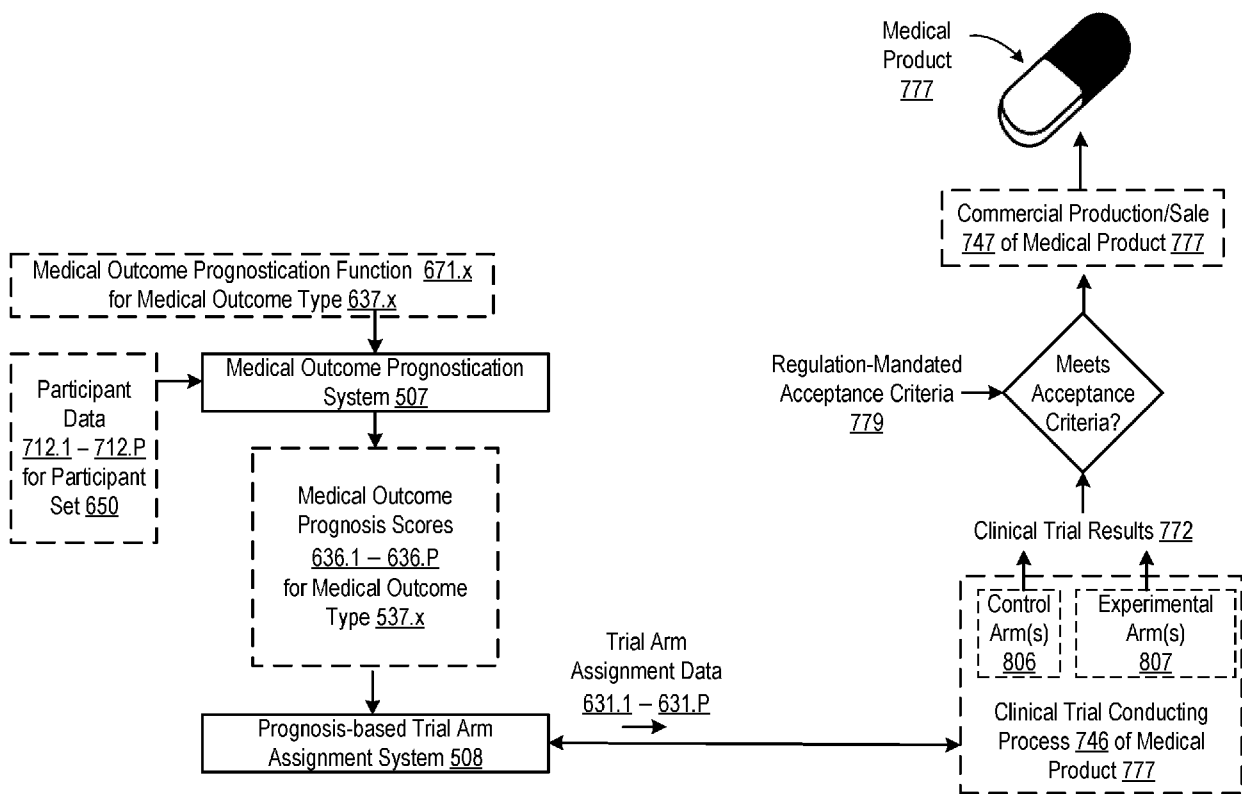 Medical
Product
777
Commercial Production/Sale
747 of Medical Product 777
Medical Outcome Prognostication Function 671.x
for Medical Outcome Type 637.x
Participant
Data
712.1 – 712.P
for Participant
Set 650
Medical Outcome Prognostication
System 507
Regulation-Mandated
Acceptance Criteria
779
Meets
Acceptance
Criteria?
Medical Outcome
Prognosis Scores
636.1 – 636.P
for Medical Outcome
Type 537.x
Clinical Trial Results 772
Control
Arm(s)
806
Experimental
Arm(s)
807
Trial Arm
Assignment Data
631.1 – 631.P
Prognosis-based Trial Arm
Assignment System 508
Clinical Trial Conducting
Process 746 of Medical
Product 777